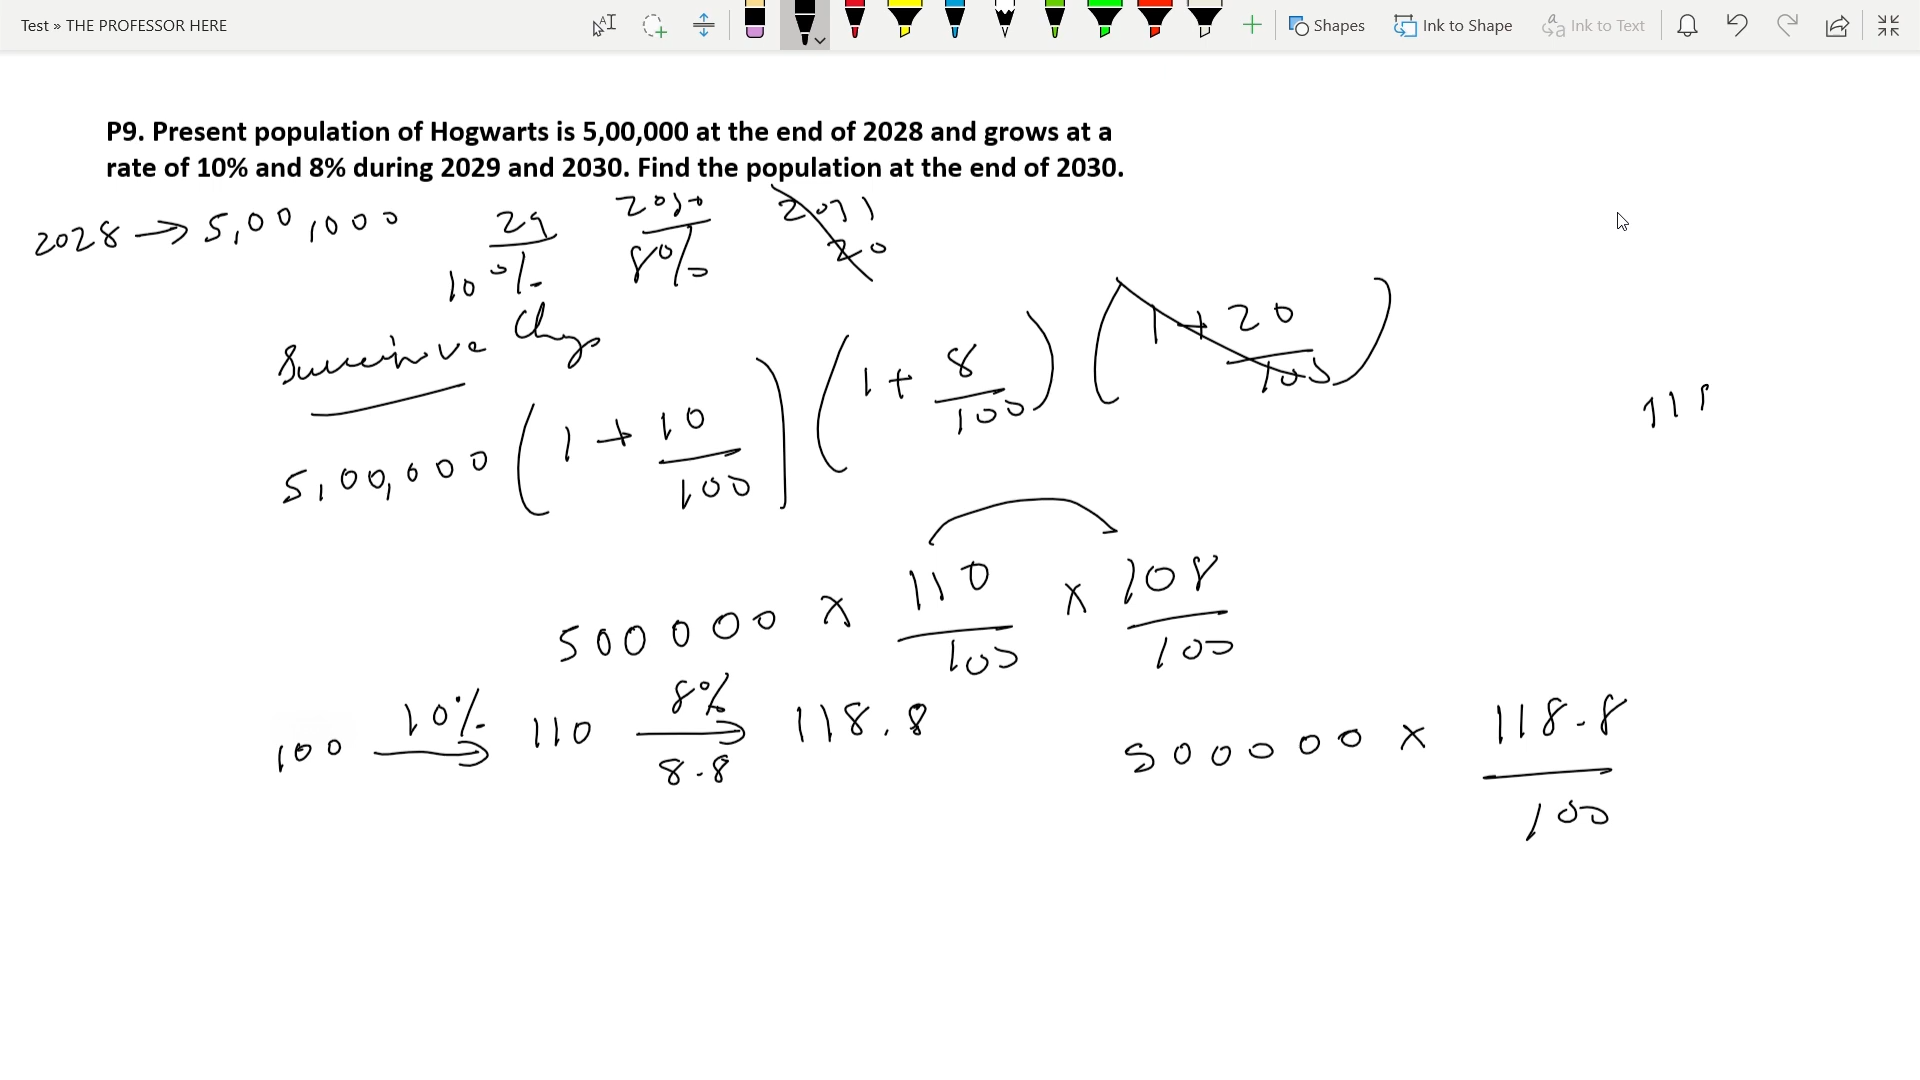 Test » THE PROFESSOR HERE
Shapes
Ink to Shape
Ink to Text
P9. Present population of Hogwarts is 5,00,000 at the end of 2028 and grows at a
rate of 10% and 8% during 2029 and 2030. Find the population at the end of 2030.
2028 → 5,00,000
29 2030 2031
10% 8% 20
Successive
5,00,000 (1 + 10/100) (1 + 8/100) (1 + 20/100)
500000 × 110/100 × 108/100
100 10% → 110 8% → 8.8 118.8
500000 × 118.8/100